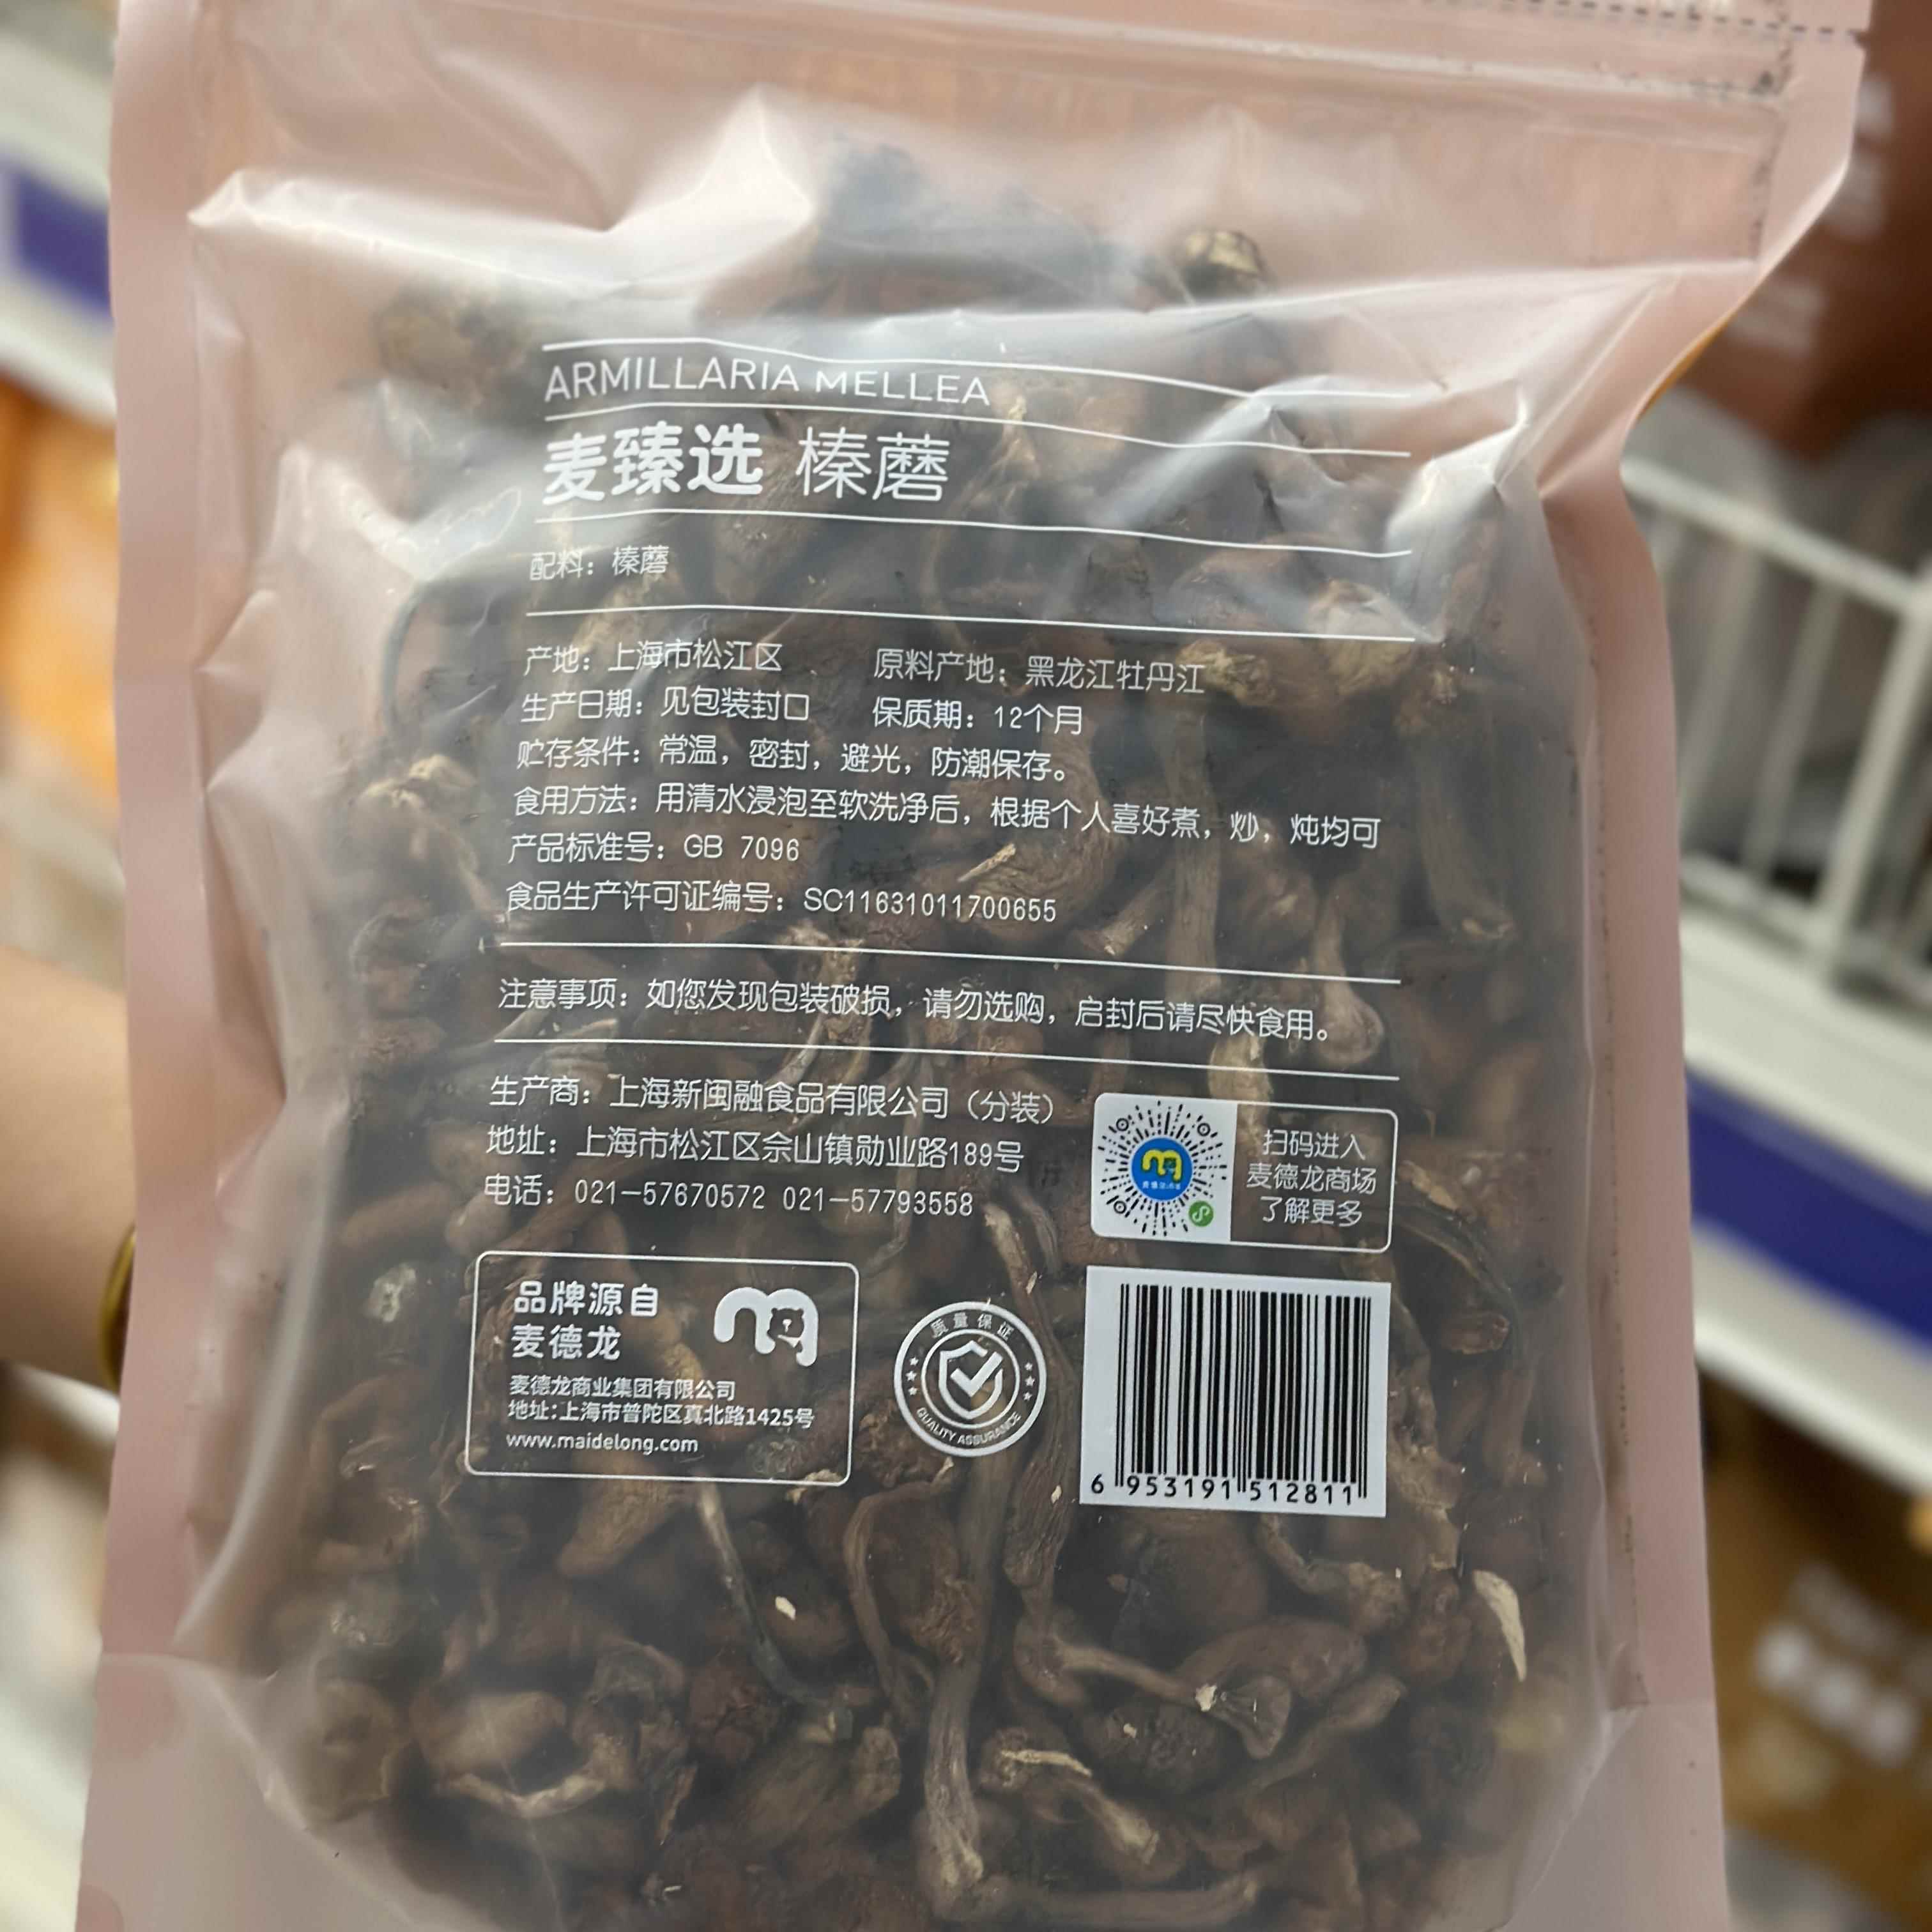 ARMILLARIA MELLEA
麦臻选 榛蘑
配料：榛蘑
产地：上海市松江区 原料产地：黑龙江牡丹江
生产日期：见包装封口 保质期：12个月
贮存条件：常温，密封，避光，防潮保存。
食用方法：用清水浸泡至软洗净后，根据个人喜好煮，炒，炖均可
产品标准号：GB 7096
食品生产许可证编号：SC11631011700655
注意事项：如您发现包装破损，请勿选购，启封后请尽快食用。
生产商：上海新闽融食品有限公司（分装）
地址：上海市松江区佘山镇勋业路189号
电话：021-57670572 021-57793558
扫码进入
麦德龙商场
了解更多
品牌源自
麦德龙
麦德龙商业集团有限公司
地址:上海市普陀区真北路1425号
www.maidelong.com
质量保证
QUALITY ASSURANCE
6 953191 512811